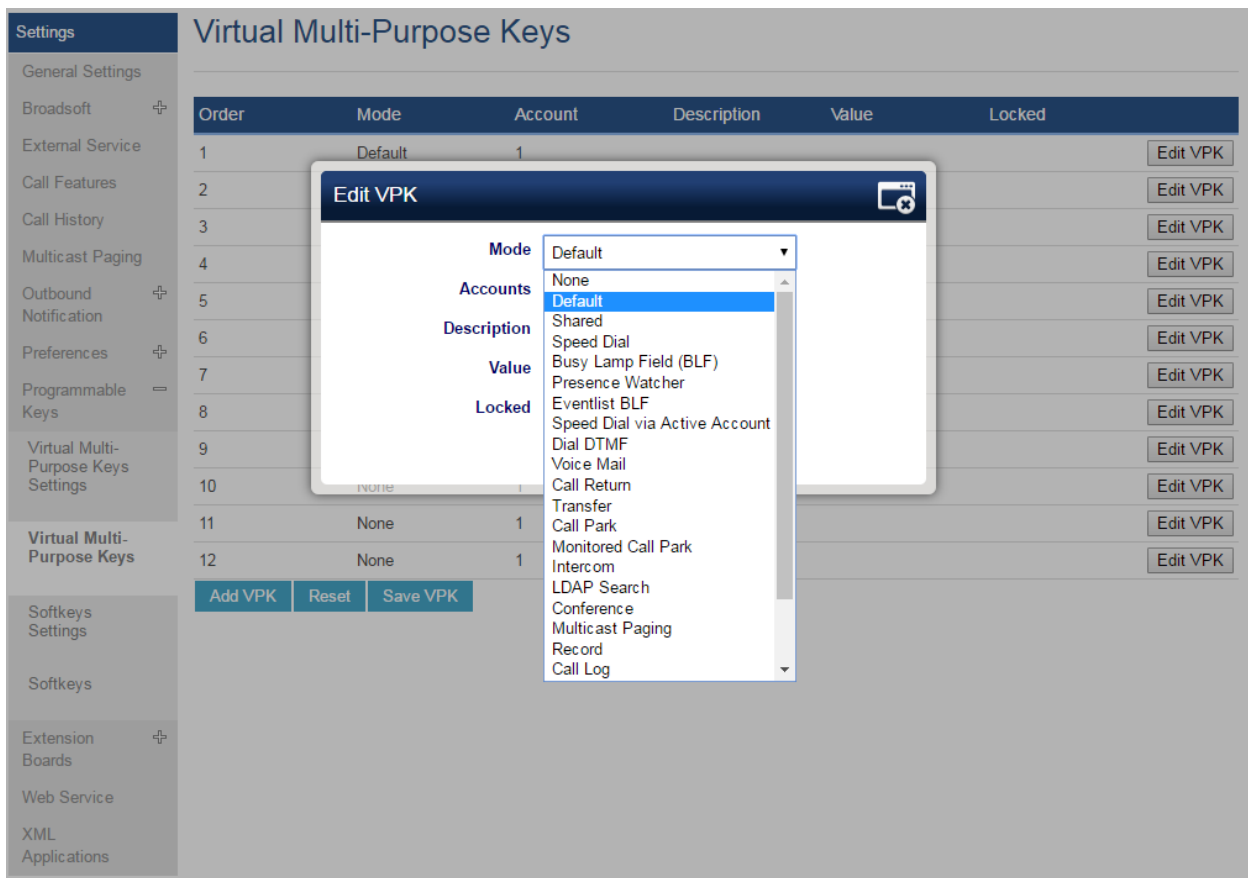 Settings
General Settings
Broadsoft
External Service
Call Features
Call History
Multicast Paging
Outbound
Notification
Preferences
Programmable
Keys
Virtual Multi-
Purpose Keys
Settings
Virtual Multi-
Purpose Keys
Softkeys
Settings
Softkeys
Extension
Boards
Web Service
XML
Applications
Virtual Multi-Purpose Keys
Order Mode Account Description Value Locked
1 Default 1 Edit VPK
2 Edit VPK
3 Edit VPK
4 Edit VPK
5 Edit VPK
6 Edit VPK
7 Edit VPK
8 Edit VPK
9 Edit VPK
10 None 1 Edit VPK
11 None 1 Edit VPK
12 None 1 Edit VPK
Add VPK Reset Save VPK
Edit VPK
Mode Default
Accounts
Description
Value
Locked
None
Default
Shared
Speed Dial
Busy Lamp Field (BLF)
Presence Watcher
Eventlist BLF
Speed Dial via Active Account
Dial DTMF
Voice Mail
Call Return
Transfer
Call Park
Monitored Call Park
Intercom
LDAP Search
Conference
Multicast Paging
Record
Call Log